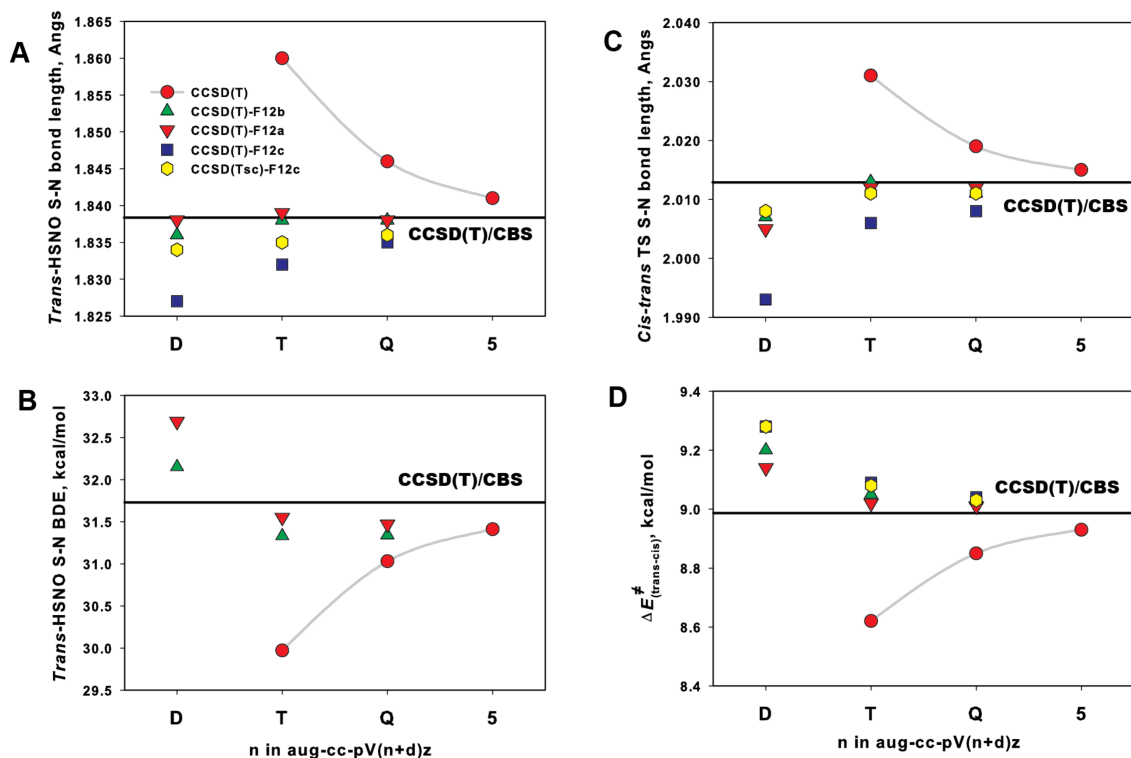 A
Trans-HSNO S-N bond length, Angs
1.865
1.860
1.855
1.850
1.845
1.840
1.835
1.830
1.825
CCSD(T)
CCSD(T)-F12b
CCSD(T)-F12a
CCSD(T)-F12c
CCSD(Tsc)-F12c
CCSD(T)/CBS
D T Q 5
C
Cis-trans TS S-N bond length, Angs
2.040
2.030
2.020
2.010
2.000
1.990
CCSD(T)/CBS
D T Q 5
B
Trans-HSNO S-N BDE, kcal/mol
33.0
32.5
32.0
31.5
31.0
30.5
30.0
29.5
CCSD(T)/CBS
D T Q 5
n in aug-cc-pV(n+d)z
D
ΔE≠(trans-cis), kcal/mol
9.4
9.2
9.0
8.8
8.6
8.4
CCSD(T)/CBS
D T Q 5
n in aug-cc-pV(n+d)z